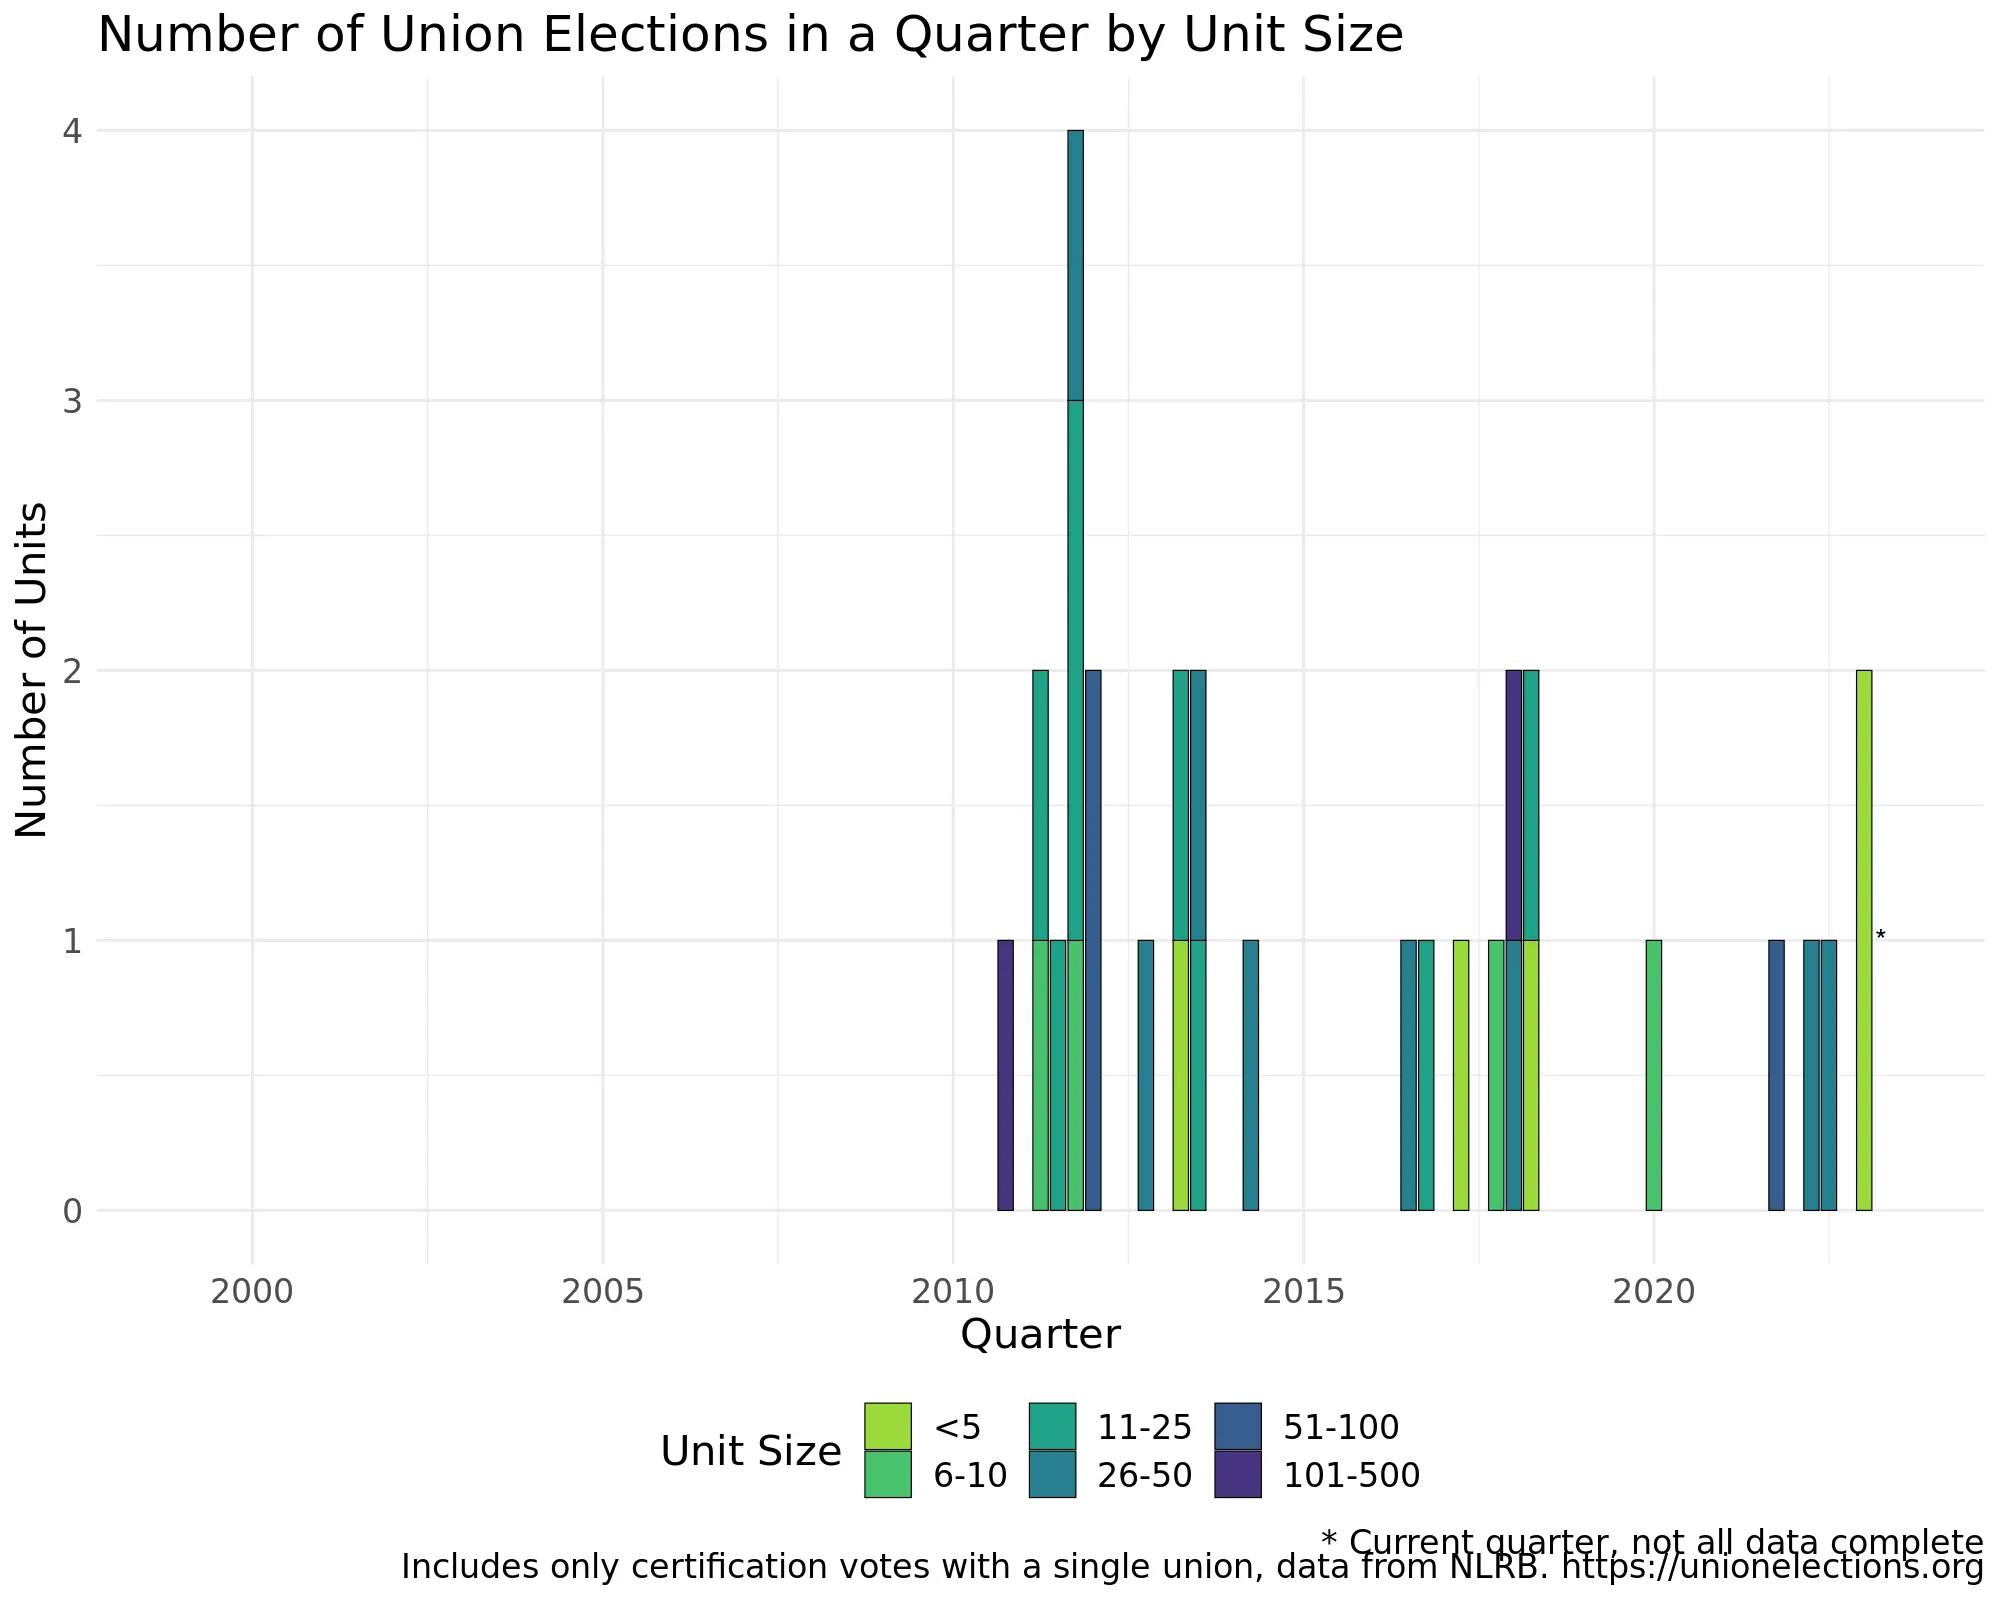 Number of Union Elections in a Quarter by Unit Size
Number of Units
4
3
2
1
0
*
2000 2005 2010 2015 2020
Quarter
Unit Size
<5 11-25 51-100
6-10 26-50 101-500
* Current quarter, not all data complete
Includes only certification votes with a single union, data from NLRB. https://unionelections.org